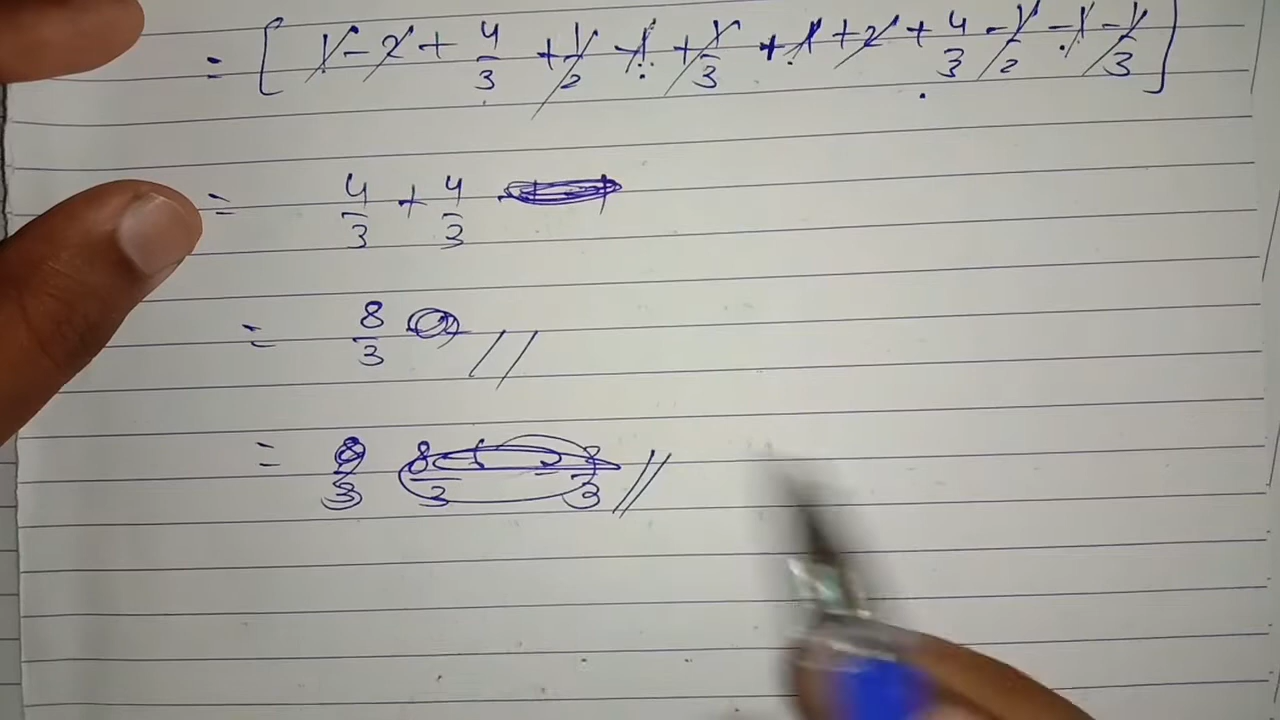 = [ 1 - 2 + 4/3 + 1/2 - 1 + 1/3 + 1 + 2 + 4/3 - 1/2 - 1 - 1/3 ]
= 4/3 + 4/3
= 8/3 //
= 8/3 //